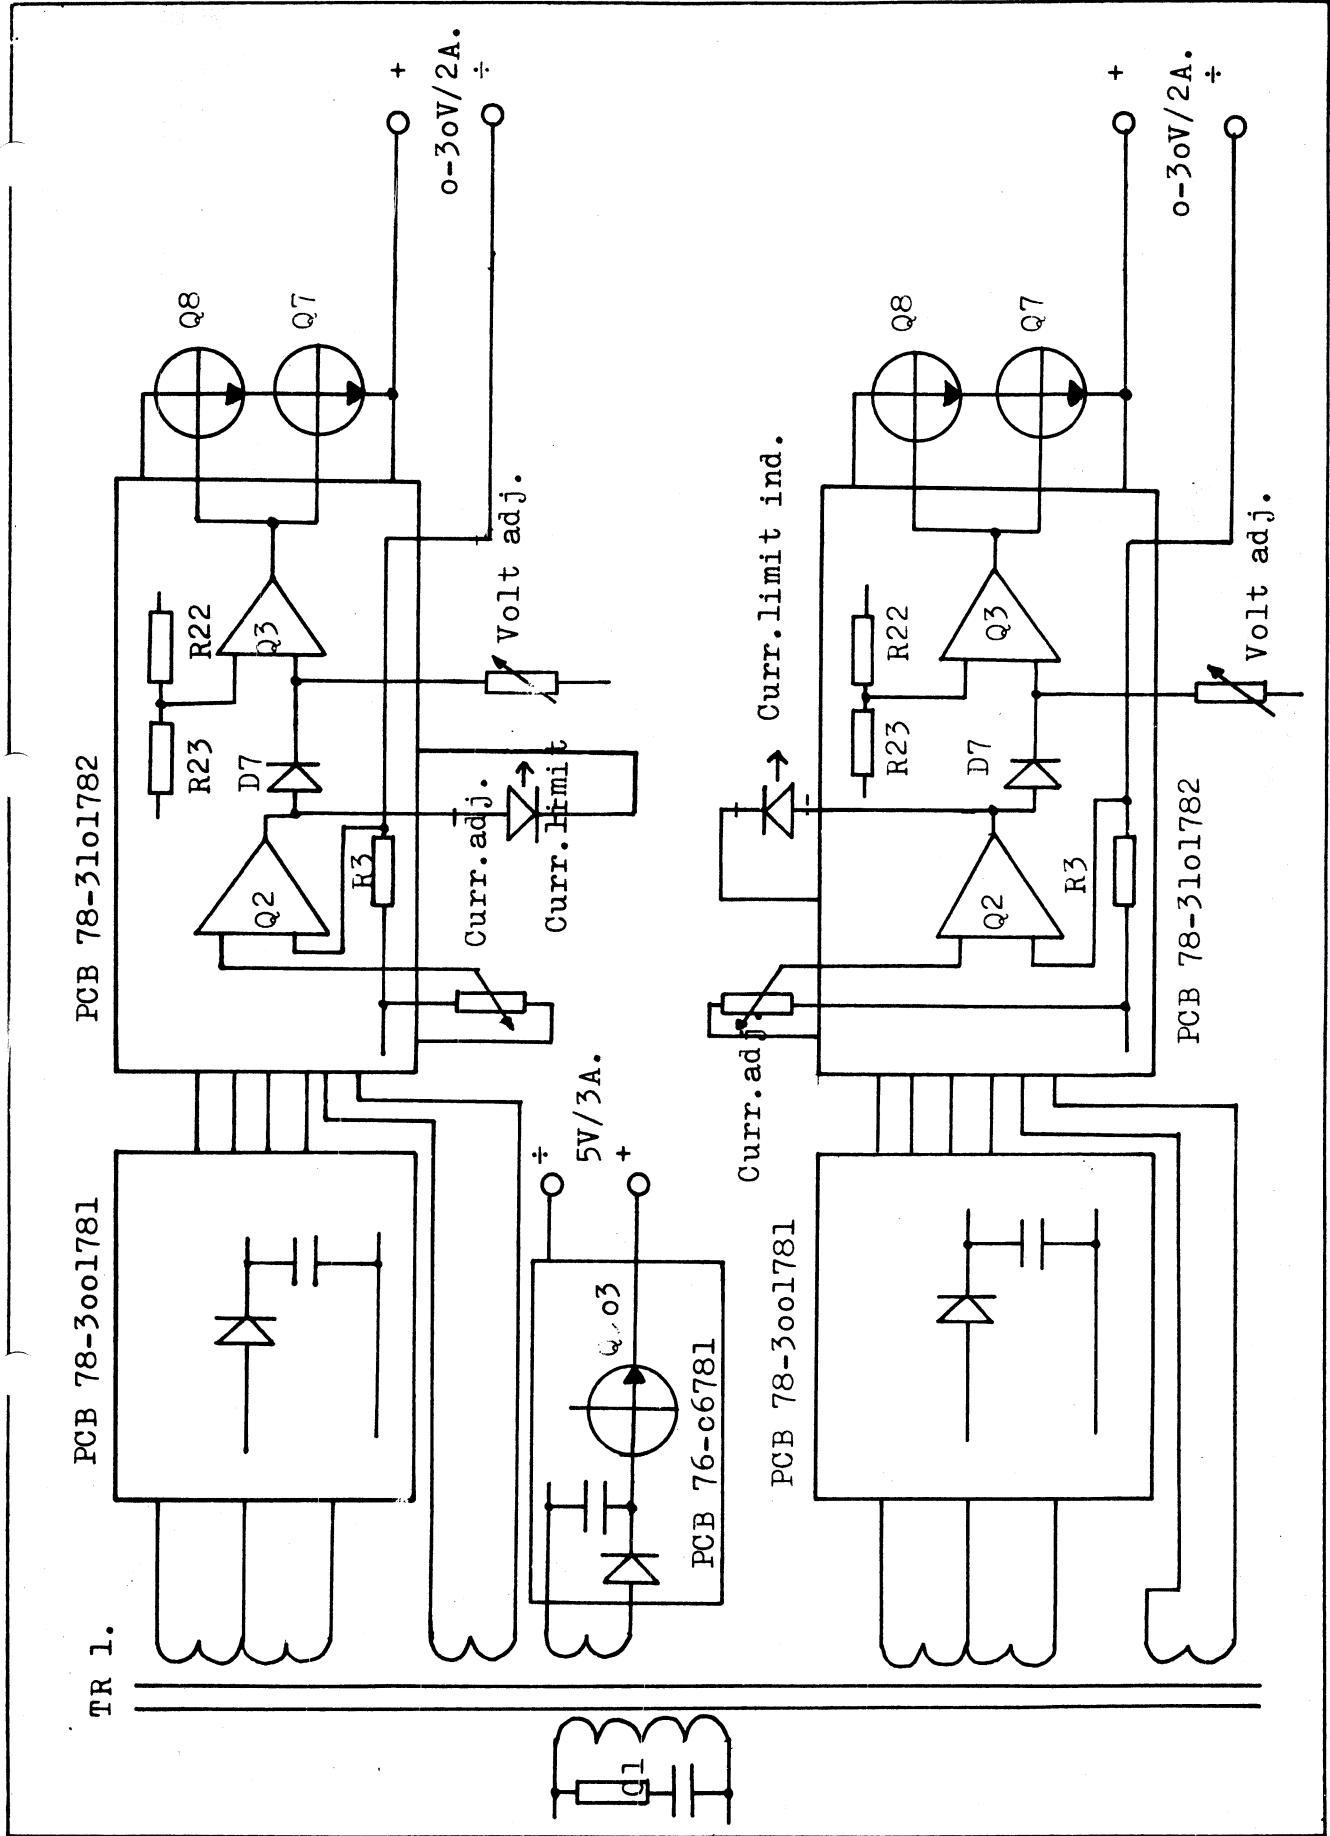 TR 1.
C1
PCB 78-3oo1781
PCB 78-31o1782
R23
R22
D7
Q2
Q3
R3
Q8
Q7
+
o-3oV/2A.
÷
Curr.adj.
Curr.limit
Volt adj.
+
÷
5V/3A.
+
PCB 76-c6781
PCB 78-3oo1781
PCB 78-31o1782
Curr.adj.
Curr.limit ind.
+
-
R23
R22
D7
Q2
Q3
R3
Q8
Q7
+
o-3oV/2A.
÷
Volt adj.